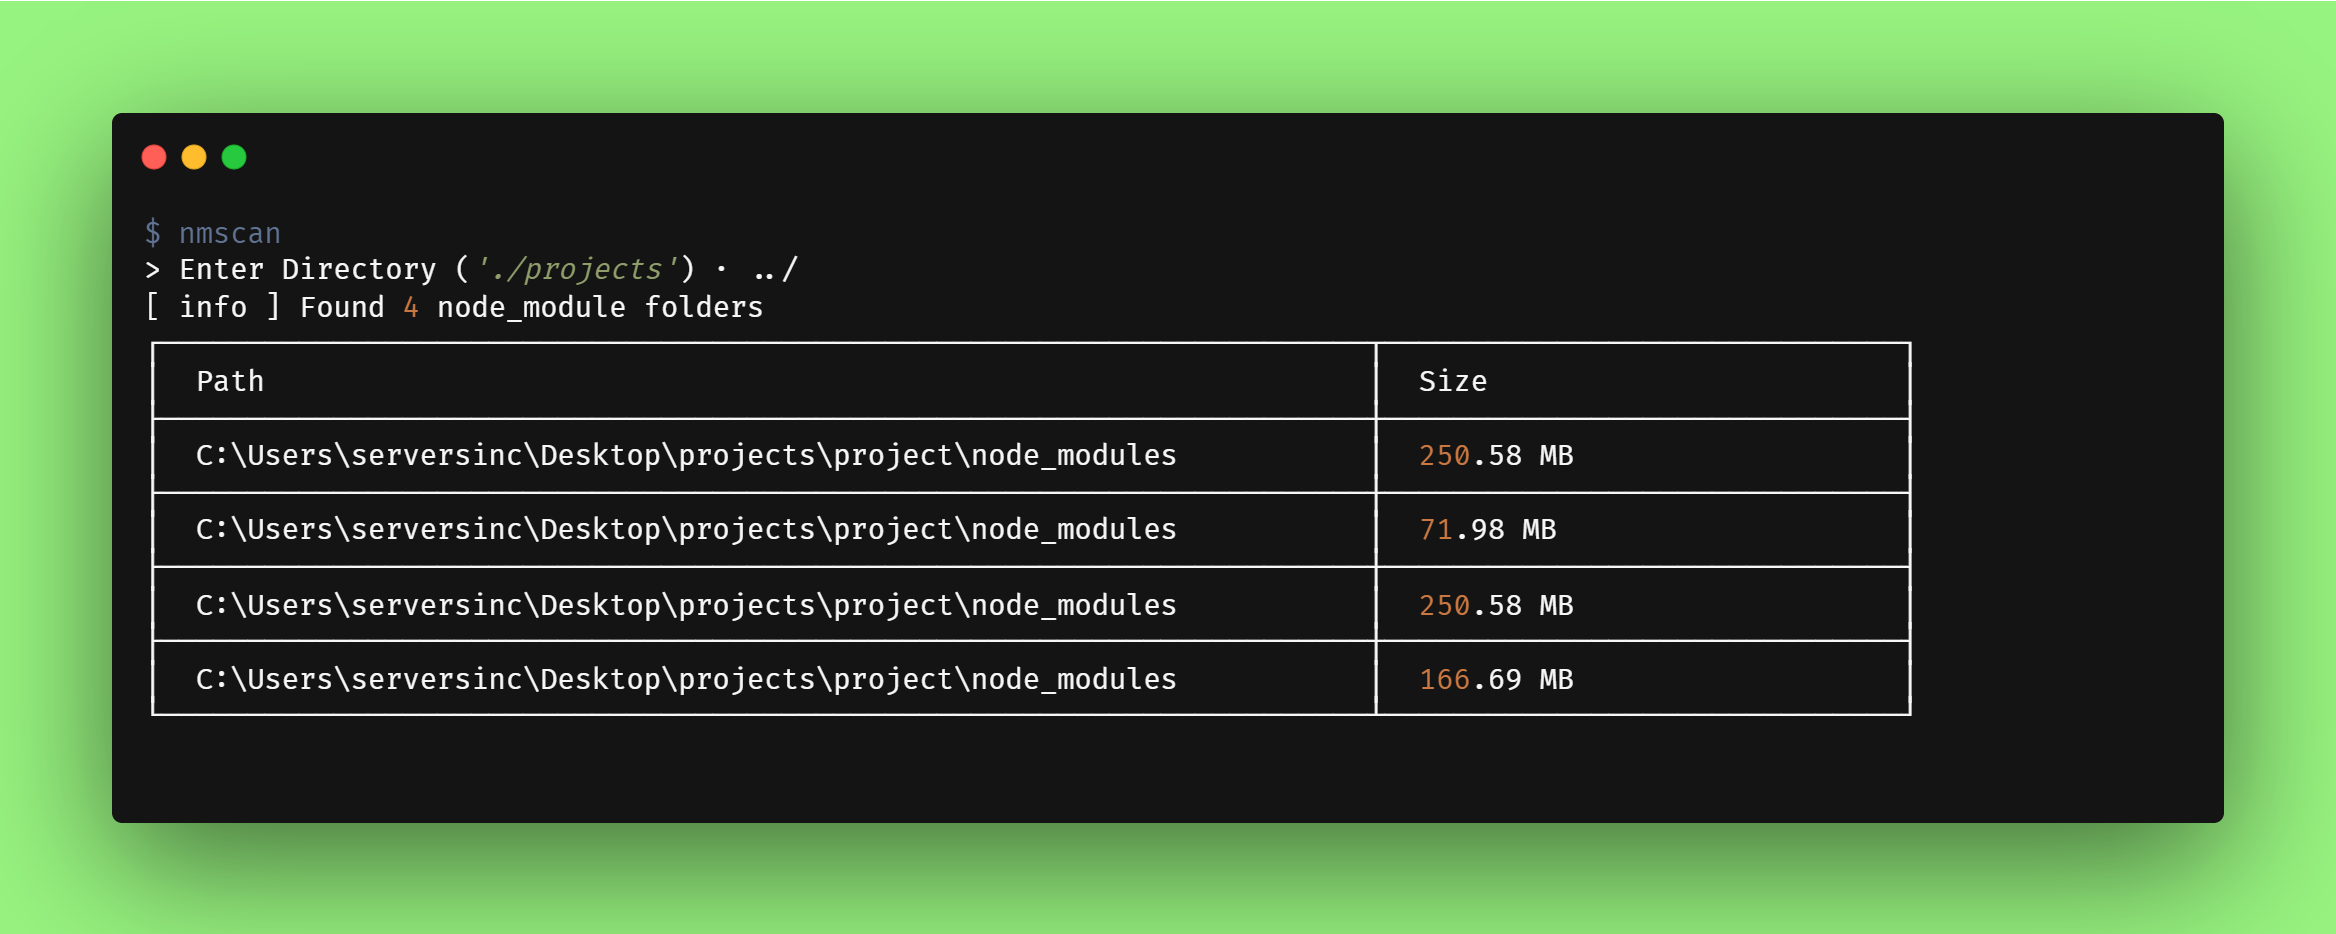 $ nmscan
> Enter Directory ('./projects') · ../
[ info ] Found 4 node_module folders
Path Size
C:\Users\serversinc\Desktop\projects\project\node_modules 250.58 MB
C:\Users\serversinc\Desktop\projects\project\node_modules 71.98 MB
C:\Users\serversinc\Desktop\projects\project\node_modules 250.58 MB
C:\Users\serversinc\Desktop\projects\project\node_modules 166.69 MB